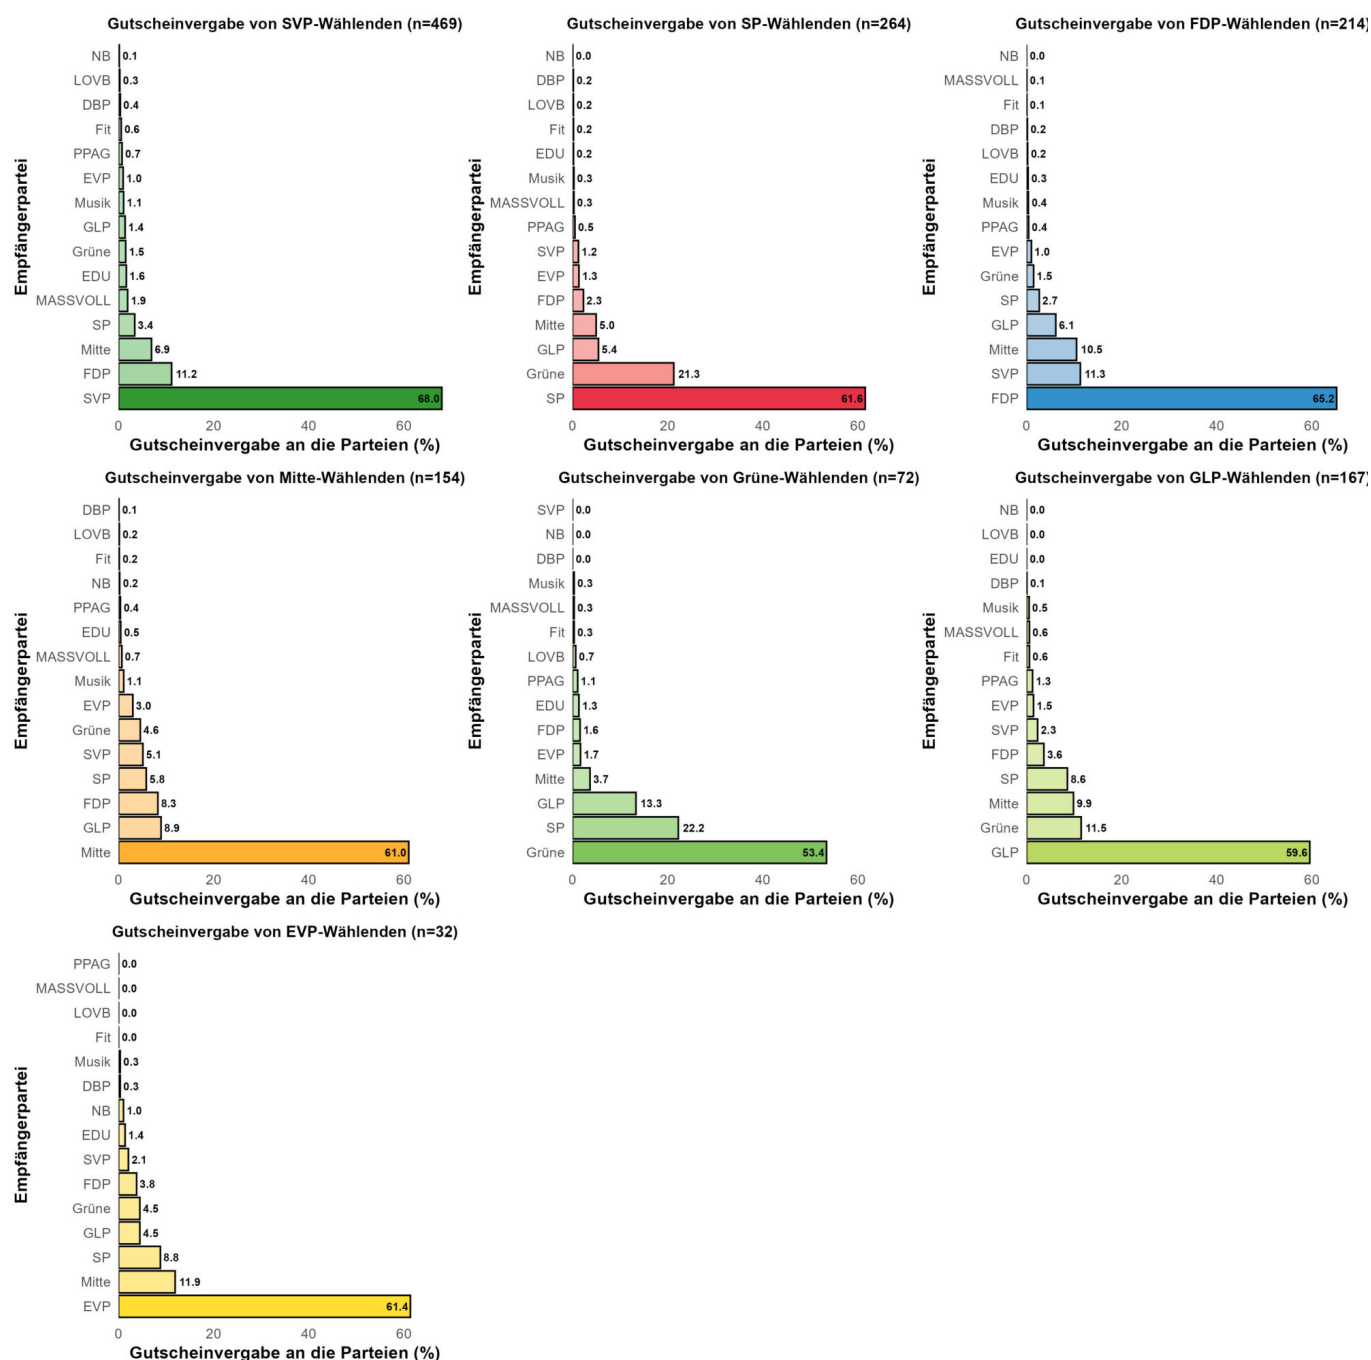 Gutscheinvergabe von SVP-Wählenden (n=469)
Empfängerpartei
NB 0.1
LOVB 0.3
DBP 0.4
Fit 0.6
PPAG 0.7
EVP 1.0
Musik 1.1
GLP 1.4
Grüne 1.5
EDU 1.6
MASSVOLL 1.9
SP 3.4
Mitte 6.9
FDP 11.2
SVP 68.0
0 20 40 60
Gutscheinvergabe an die Parteien (%)
Gutscheinvergabe von SP-Wählenden (n=264)
Empfängerpartei
NB 0.0
DBP 0.2
LOVB 0.2
Fit 0.2
EDU 0.2
Musik 0.3
MASSVOLL 0.3
PPAG 0.5
SVP 1.2
EVP 1.3
FDP 2.3
Mitte 5.0
GLP 5.4
Grüne 21.3
SP 61.6
0 20 40 60
Gutscheinvergabe an die Parteien (%)
Gutscheinvergabe von FDP-Wählenden (n=214)
Empfängerpartei
NB 0.0
MASSVOLL 0.1
Fit 0.1
DBP 0.2
LOVB 0.2
EDU 0.3
Musik 0.4
PPAG 0.4
EVP 1.0
Grüne 1.5
SP 2.7
GLP 6.1
Mitte 10.5
SVP 11.3
FDP 65.2
0 20 40 60
Gutscheinvergabe an die Parteien (%)
Gutscheinvergabe von Mitte-Wählenden (n=154)
Empfängerpartei
DBP 0.1
LOVB 0.2
Fit 0.2
NB 0.2
PPAG 0.4
EDU 0.5
MASSVOLL 0.7
Musik 1.1
EVP 3.0
Grüne 4.6
SVP 5.1
SP 5.8
FDP 8.3
GLP 8.9
Mitte 61.0
0 20 40 60
Gutscheinvergabe an die Parteien (%)
Gutscheinvergabe von Grüne-Wählenden (n=72)
Empfängerpartei
SVP 0.0
NB 0.0
DBP 0.0
Musik 0.3
MASSVOLL 0.3
Fit 0.3
LOVB 0.7
PPAG 1.1
EDU 1.3
FDP 1.6
EVP 1.7
Mitte 3.7
GLP 13.3
SP 22.2
Grüne 53.4
0 20 40 60
Gutscheinvergabe an die Parteien (%)
Gutscheinvergabe von GLP-Wählenden (n=167)
Empfängerpartei
NB 0.0
LOVB 0.0
EDU 0.0
DBP 0.1
Musik 0.5
MASSVOLL 0.6
Fit 0.6
PPAG 1.3
EVP 1.5
SVP 2.3
FDP 3.6
SP 8.6
Mitte 9.9
Grüne 11.5
GLP 59.6
0 20 40 60
Gutscheinvergabe an die Parteien (%)
Gutscheinvergabe von EVP-Wählenden (n=32)
Empfängerpartei
PPAG 0.0
MASSVOLL 0.0
LOVB 0.0
Fit 0.0
Musik 0.3
DBP 0.3
NB 1.0
EDU 1.4
SVP 2.1
FDP 3.8
Grüne 4.5
GLP 4.5
SP 8.8
Mitte 11.9
EVP 61.4
0 20 40 60
Gutscheinvergabe an die Parteien (%)